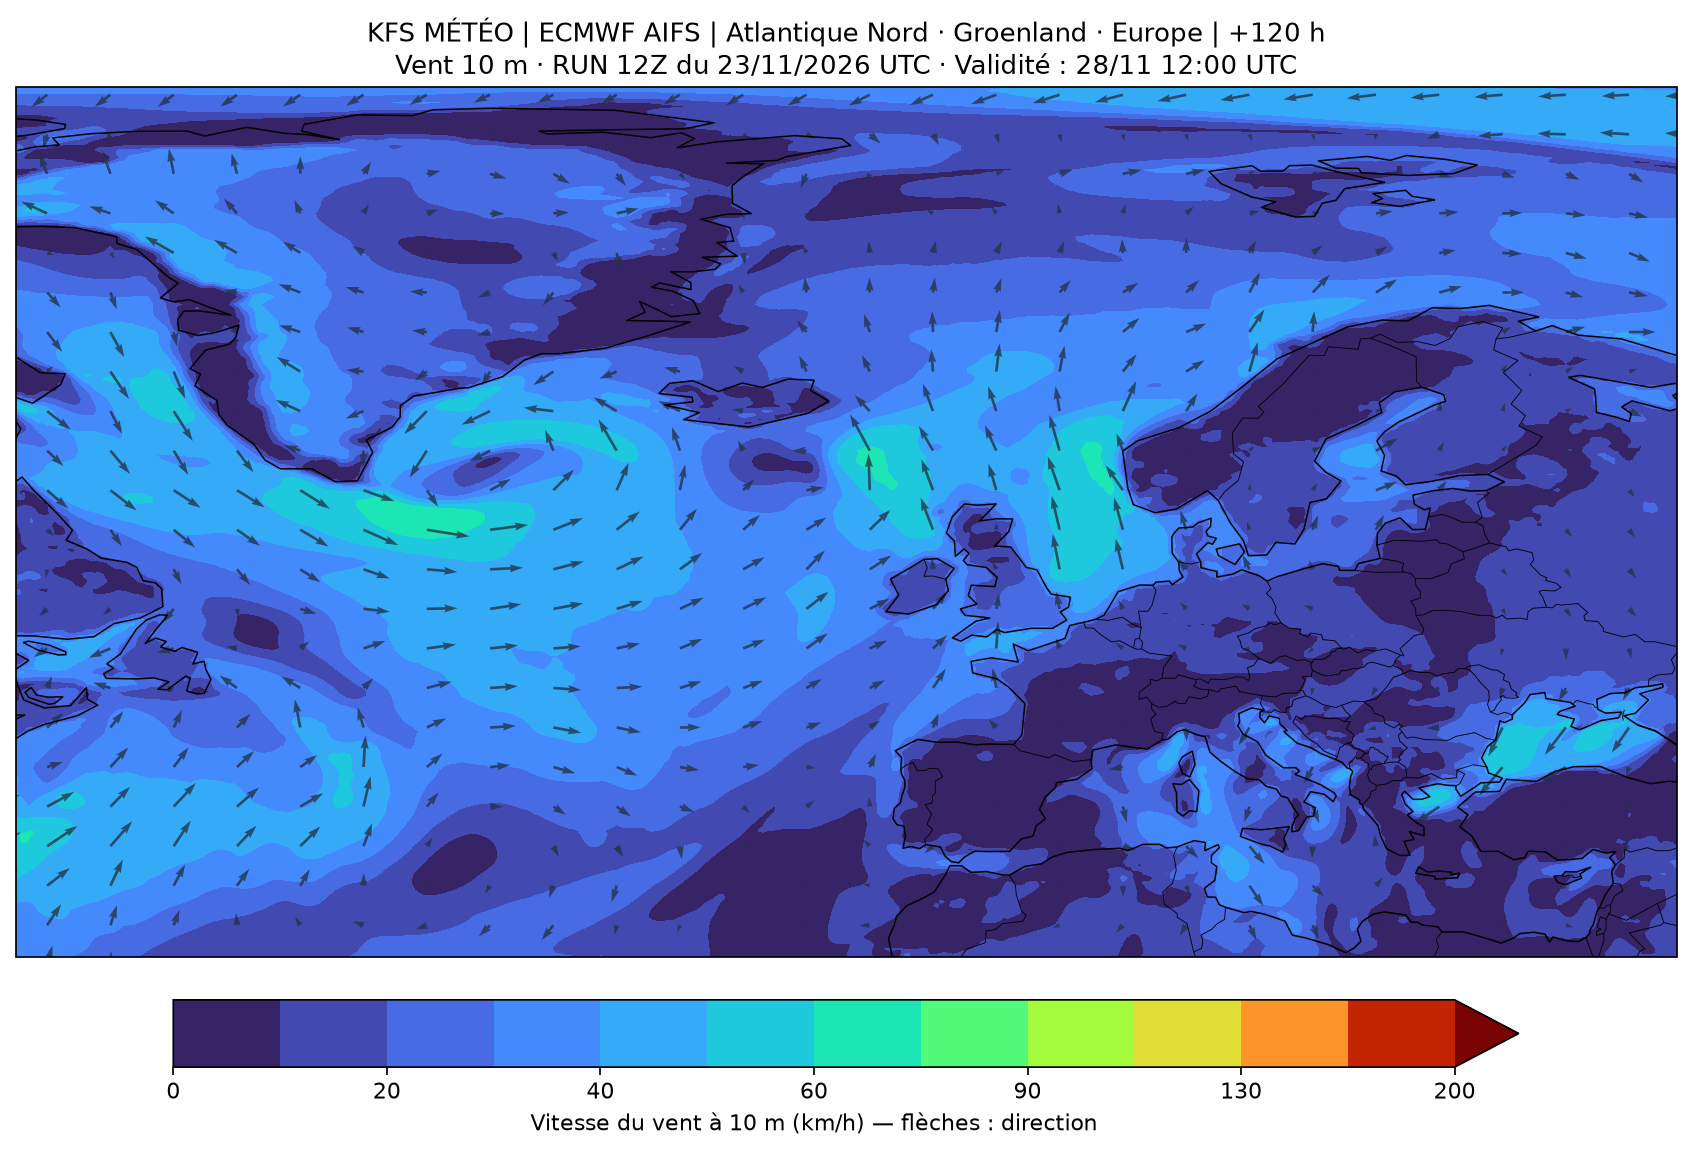 KFS MÉTÉO | ECMWF AIFS | Atlantique Nord · Groenland · Europe | +120 h
Vent 10 m · RUN 12Z du 23/11/2026 UTC · Validité : 28/11 12:00 UTC
0 20 40 60 90 130 200
Vitesse du vent à 10 m (km/h) — flèches : direction